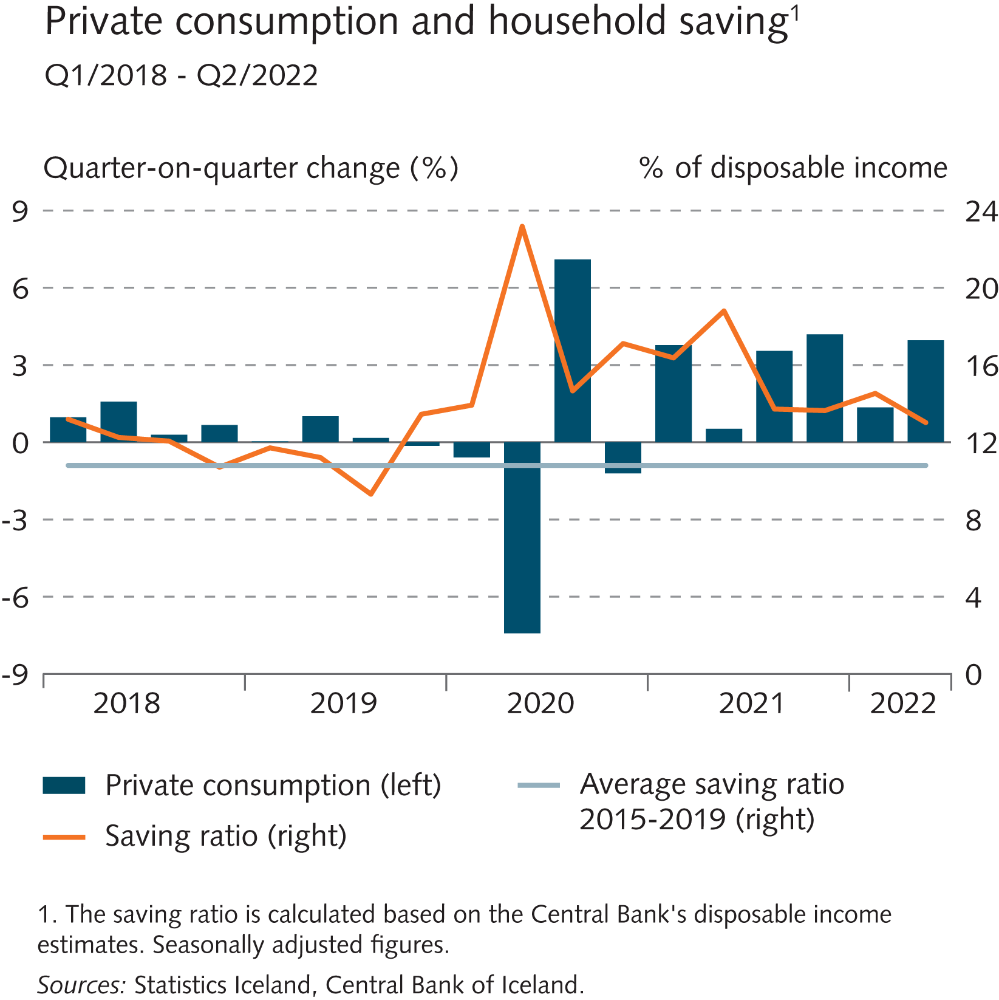 Private consumption and household saving¹
Q1/2018 - Q2/2022
Quarter-on-quarter change (%)
% of disposable income
9
6
3
0
-3
-6
-9
24
20
16
12
8
4
0
2018
2019
2020
2021
2022
Private consumption (left)
Saving ratio (right)
Average saving ratio
2015-2019 (right)
1. The saving ratio is calculated based on the Central Bank's disposable income
estimates. Seasonally adjusted figures.
Sources: Statistics Iceland, Central Bank of Iceland.